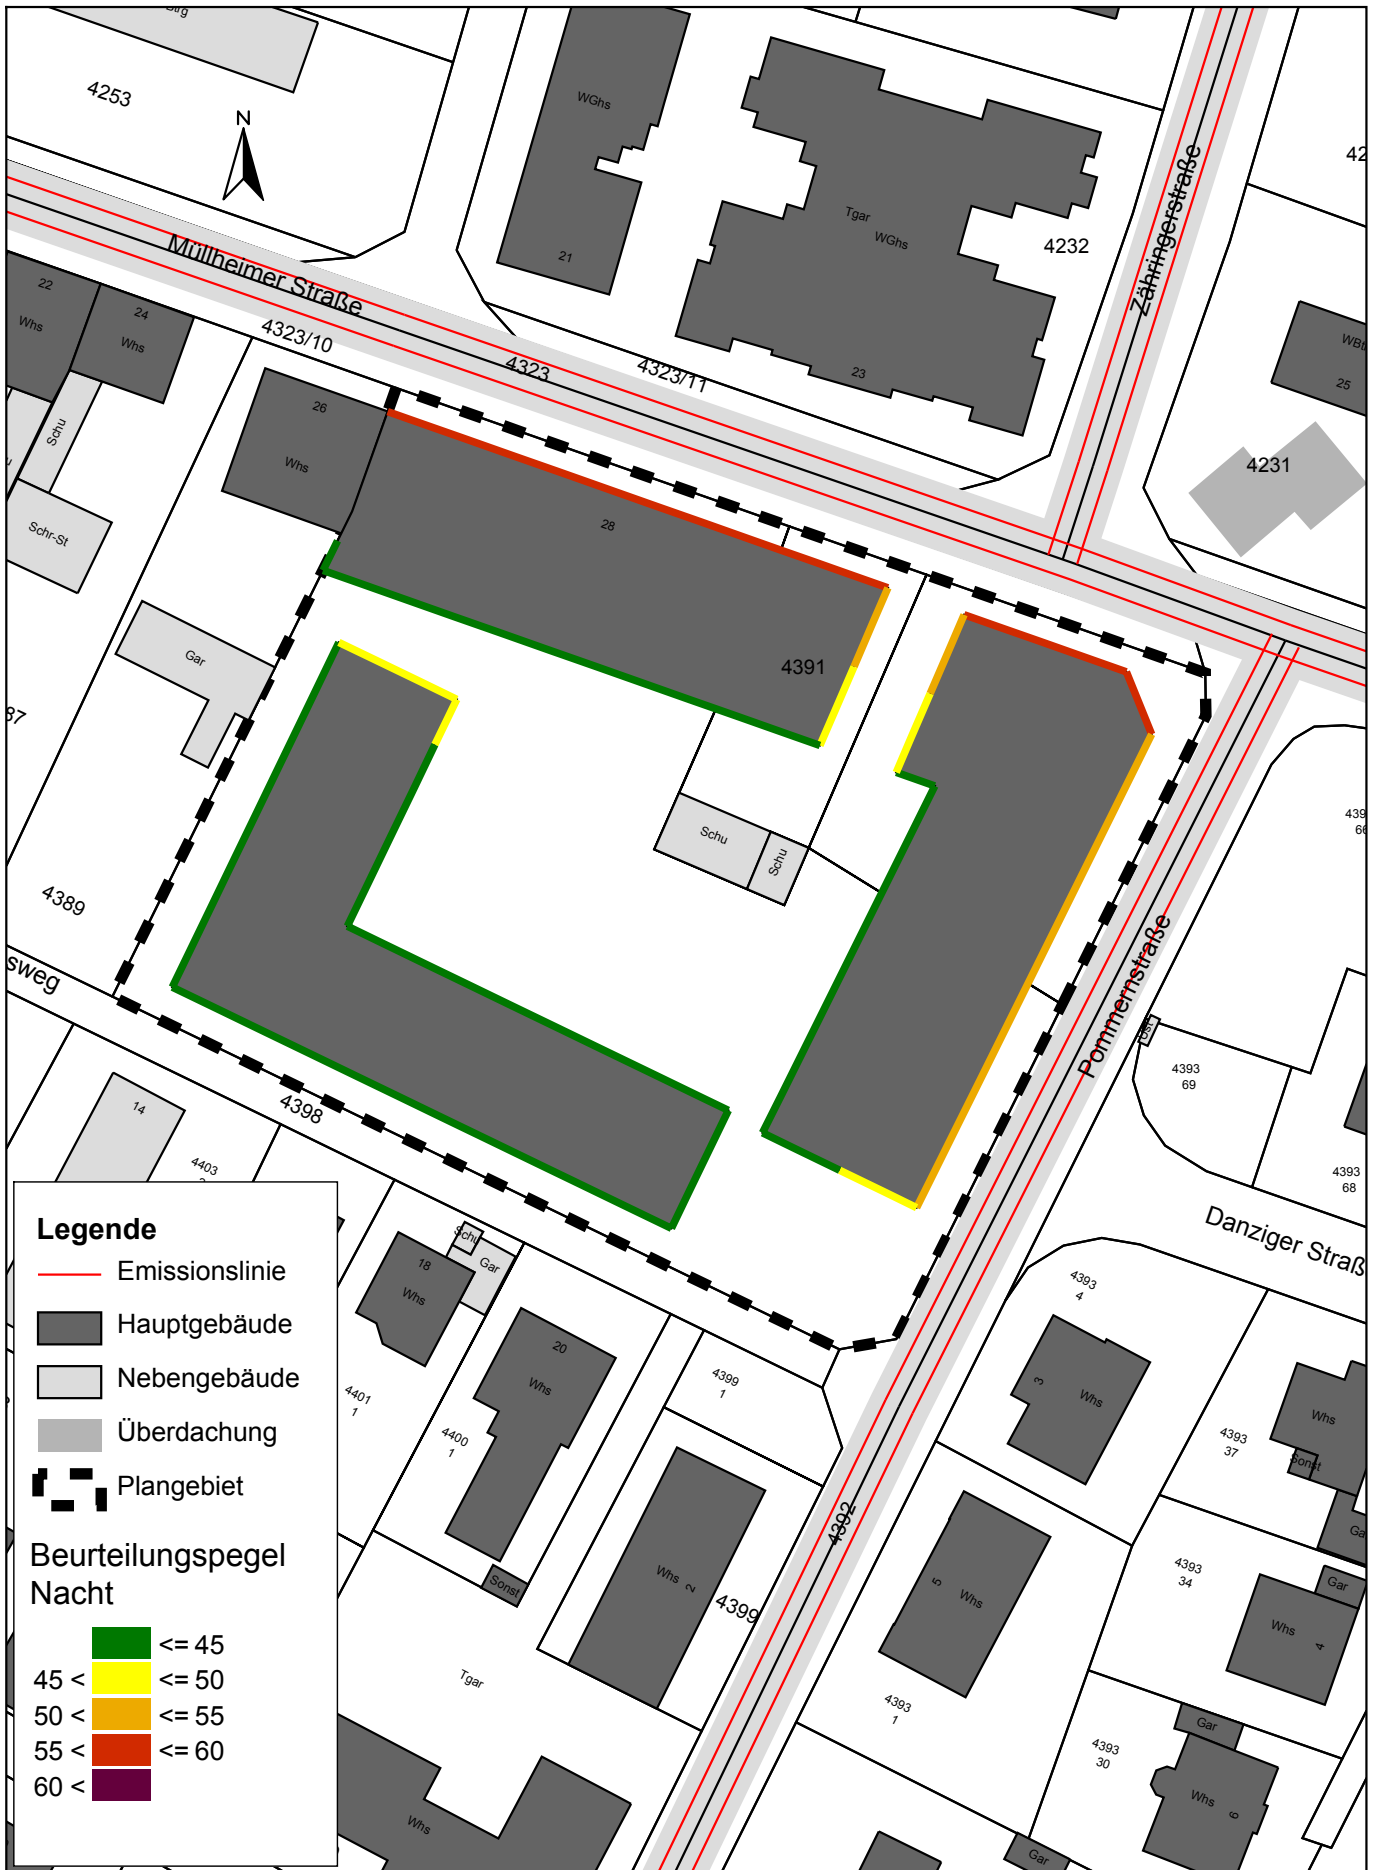 4253
N
WGhs
21
Tgar
WGhs
23
4232
Zähringerstraße
42
25
4231
Müllheimer Straße
22
Whs
24
Whs
4323/10
4323
4323/11
26
Whs
28
Schu
Schr-St
Gar
4391
Schu
Schu
87
4389
sweg
4398
Pommernstraße
439
66
4393
69
4393
68
Danziger Straß
14
4403
Schu
Gar
18
Whs
20
Whs
4401
1
4400
1
4399
1
4393
4
3
Whs
4393
37
Whs
Sonst
Ga
4393
34
Gar
Whs
4
Whs
2
4399
4392
5
Whs
4393
1
Sonst
Tgar
Whs
4393
30
Gar
Whs
6
Gar
Legende
Emissionslinie
Hauptgebäude
Nebengebäude
Überdachung
Plangebiet
Beurteilungspegel
Nacht
<= 45
45 < <= 50
50 < <= 55
55 < <= 60
60 <